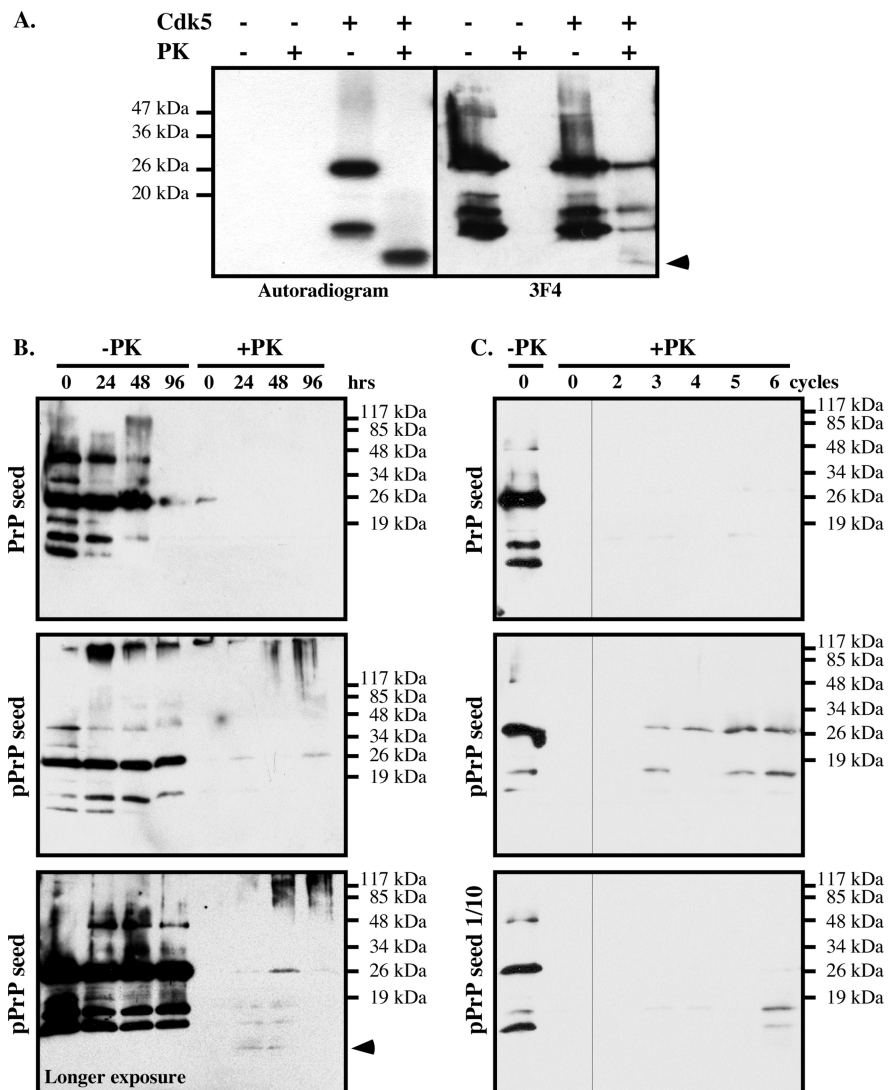 A.
Cdk5 - - + + - - + +
PK - + - + - + - +
47 kDa
36 kDa
26 kDa
20 kDa
Autoradiogram 3F4
B. -PK +PK
0 24 48 96 0 24 48 96 hrs
PrP seed
117 kDa
85 kDa
48 kDa
34 kDa
26 kDa
19 kDa
pPrP seed
117 kDa
85 kDa
48 kDa
34 kDa
26 kDa
19 kDa
pPrP seed
117 kDa
85 kDa
48 kDa
34 kDa
26 kDa
19 kDa
Longer exposure
C. -PK +PK
0 0 2 3 4 5 6 cycles
PrP seed
117 kDa
85 kDa
48 kDa
34 kDa
26 kDa
19 kDa
pPrP seed
117 kDa
85 kDa
48 kDa
34 kDa
26 kDa
19 kDa
pPrP seed 1/10
117 kDa
85 kDa
48 kDa
34 kDa
26 kDa
19 kDa